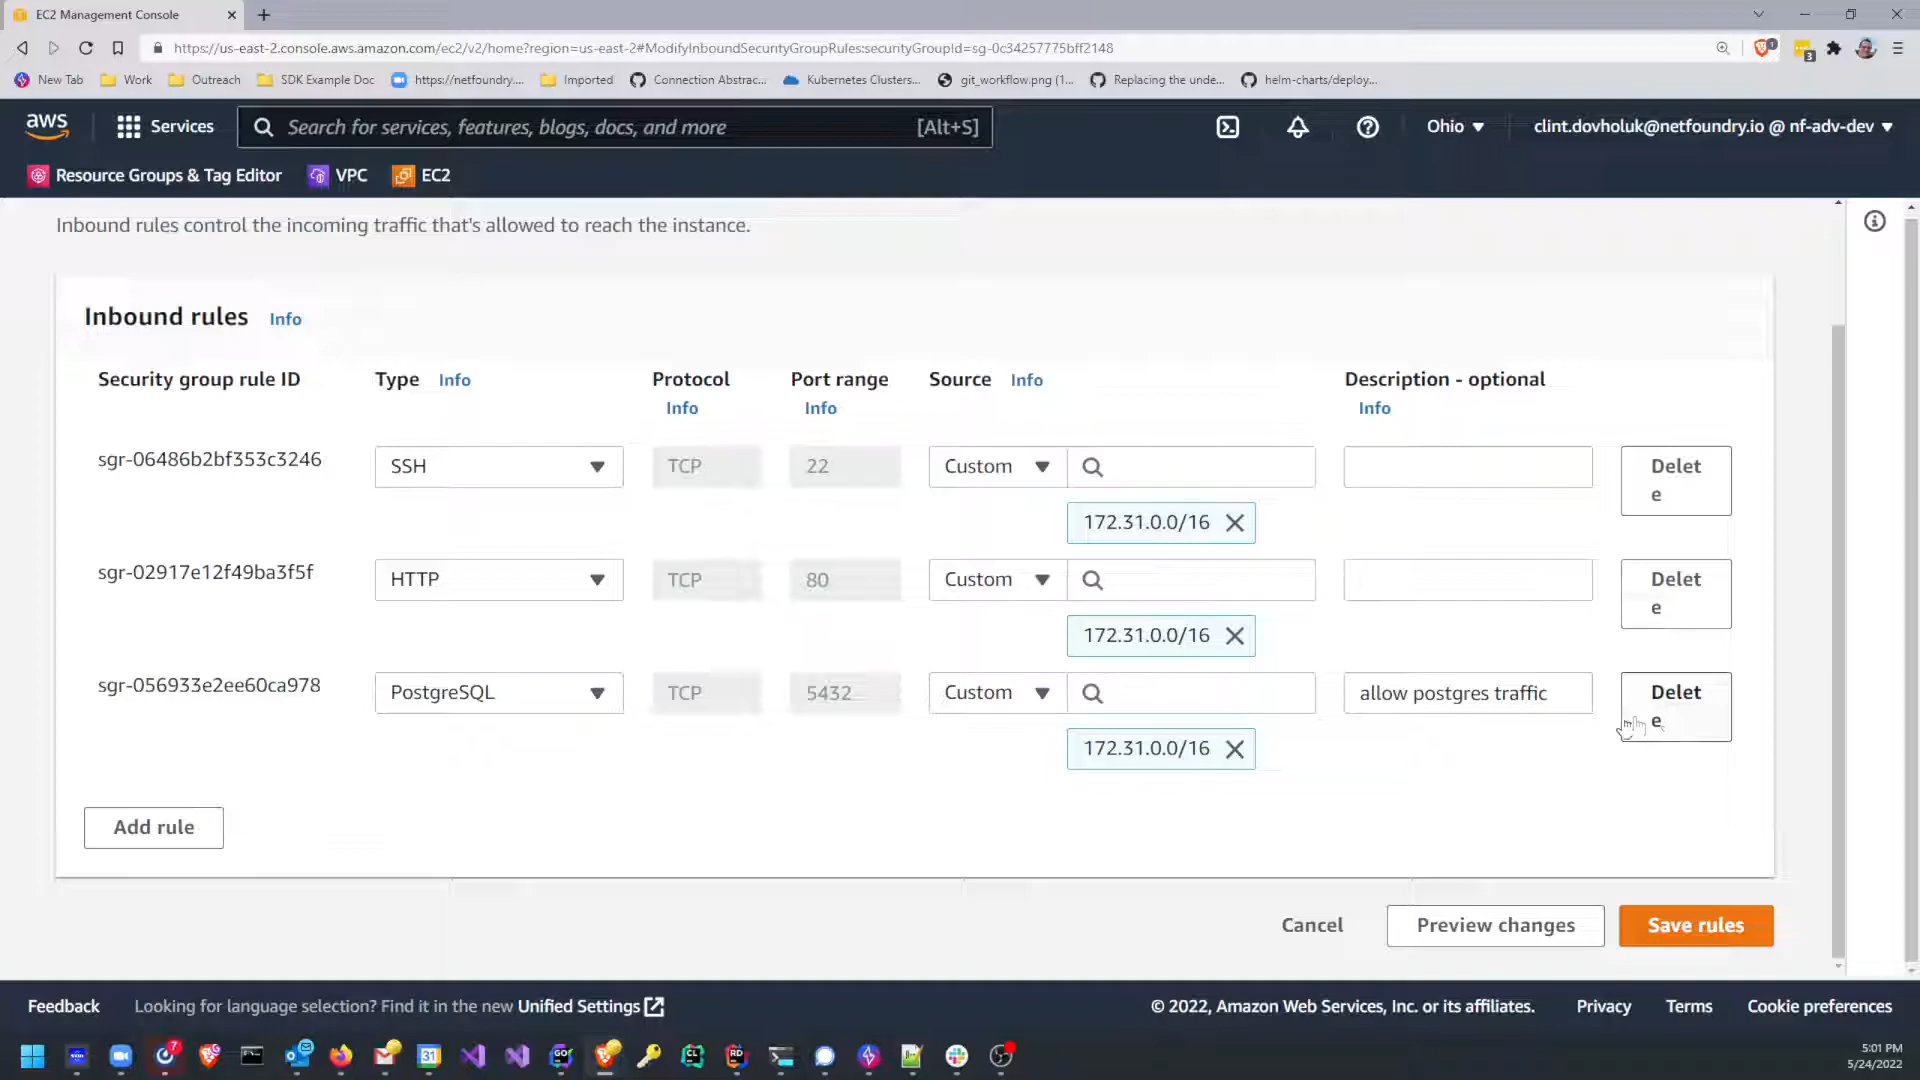 EC2 Management Console
https://us-east-2.console.aws.amazon.com/ec2/v2/home?region=us-east-2#ModifyInboundSecurityGroupRules:securityGroupId=sg-0c34257775bff2148
1
3
New Tab Work Outreach SDK Example Doc https://netfoundry.... Imported Connection Abstrac... Kubernetes Clusters... git_workflow.png (1... Replacing the unde... helm-charts/deploy...
aws Services Search for services, features, blogs, docs, and more [Alt+S] Ohio clint.dovholuk@netfoundry.io @ nf-adv-dev
Resource Groups & Tag Editor VPC EC2
Inbound rules control the incoming traffic that's allowed to reach the instance.
Inbound rules Info
Security group rule ID Type Info Protocol Port range Source Info Description - optional
Info Info Info
sgr-06486b2bf353c3246 SSH TCP 22 Custom Delet
e
172.31.0.0/16
sgr-02917e12f49ba3f5f HTTP TCP 80 Custom Delet
e
172.31.0.0/16
sgr-056933e2ee60ca978 PostgreSQL TCP 5432 Custom allow postgres traffic Delet
e
172.31.0.0/16
Add rule
Cancel Preview changes Save rules
Feedback Looking for language selection? Find it in the new Unified Settings © 2022, Amazon Web Services, Inc. or its affiliates. Privacy Terms Cookie preferences
7 31 GO CL RD
5:01 PM
5/24/2022